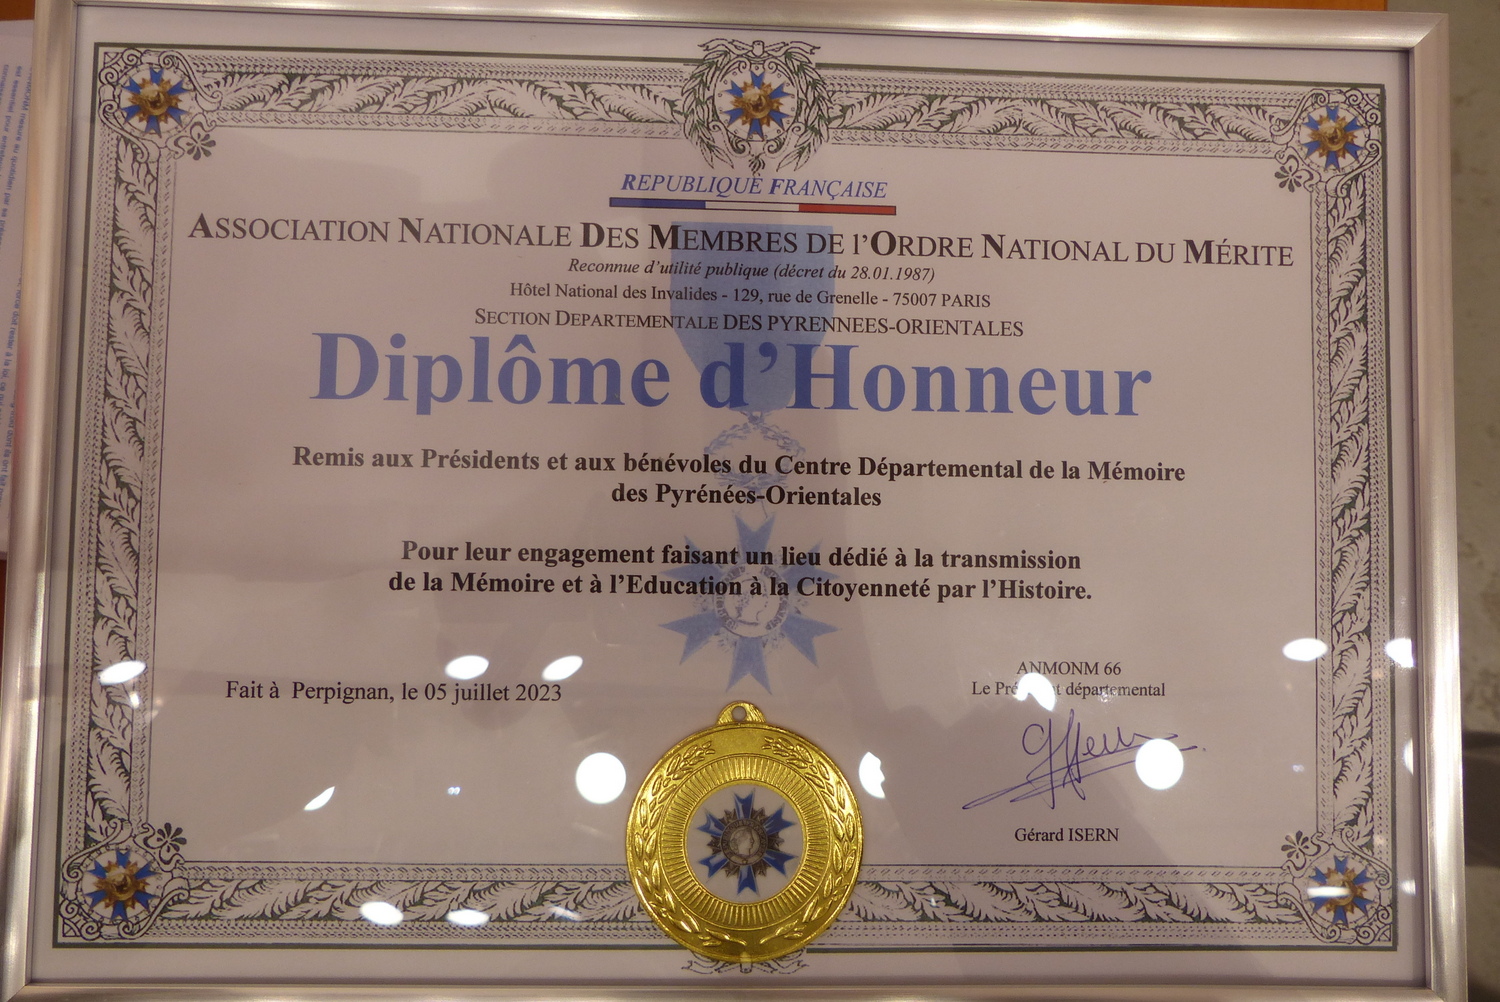 REPUBLIQUE FRANÇAISE
ASSOCIATION NATIONALE DES MEMBRES DE l'ORDRE NATIONAL DU MÉRITE
Reconnue d'utilité publique (décret du 28.01.1987)
Hôtel National des Invalides - 129, rue de Grenelle - 75007 PARIS
SECTION DEPARTEMENTALE DES PYRENNEES-ORIENTALES
Diplôme d'Honneur
Remis aux Présidents et aux bénévoles du Centre Départemental de la Mémoire
des Pyrénées-Orientales
Pour leur engagement faisant un lieu dédié à la transmission
de la Mémoire et à l'Education à la Citoyenneté par l'Histoire.
Fait à Perpignan, le 05 juillet 2023
ANMONM 66
Le départemental
Gérard ISERN